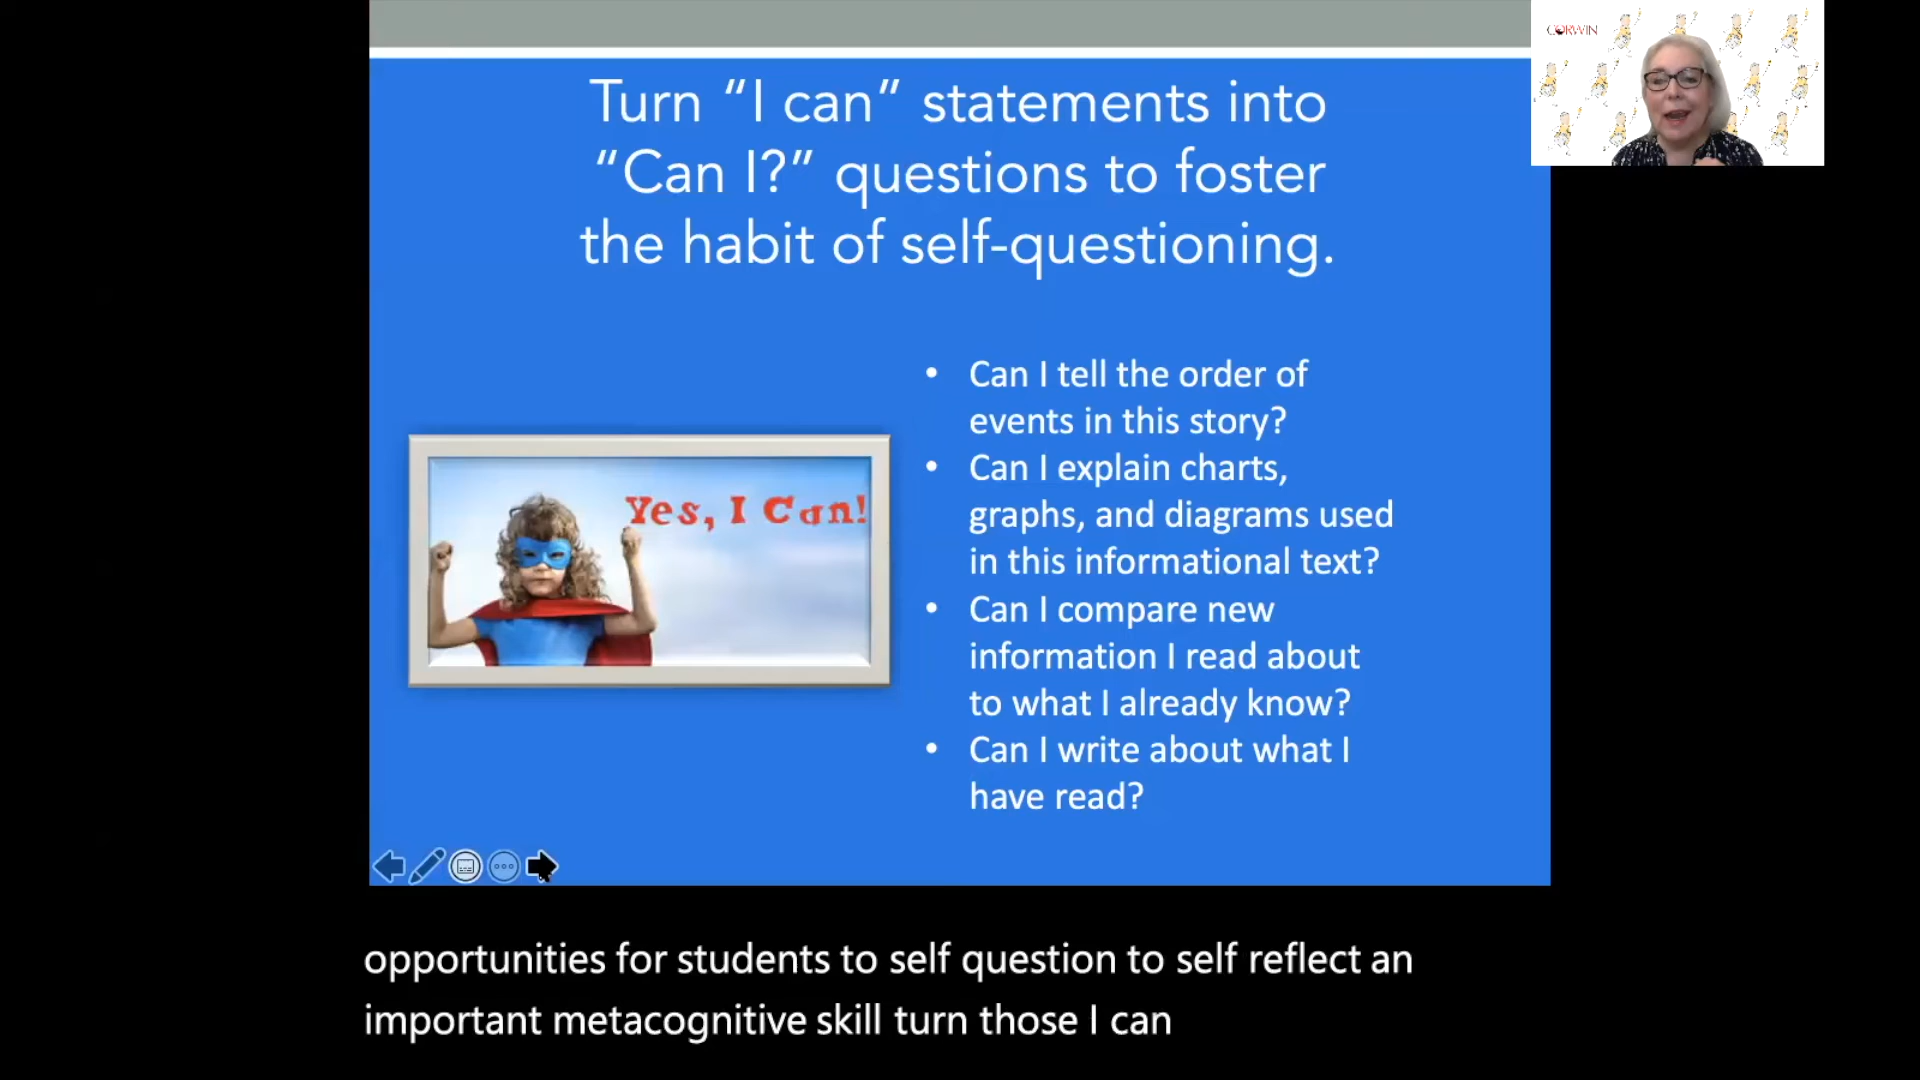 CORWIN
Turn “I can” statements into
“Can I?” questions to foster
the habit of self-questioning.
Yes, I Can!
• Can I tell the order of
events in this story?
• Can I explain charts,
graphs, and diagrams used
in this informational text?
• Can I compare new
information I read about
to what I already know?
• Can I write about what I
have read?
opportunities for students to self question to self reflect an
important metacognitive skill turn those I can